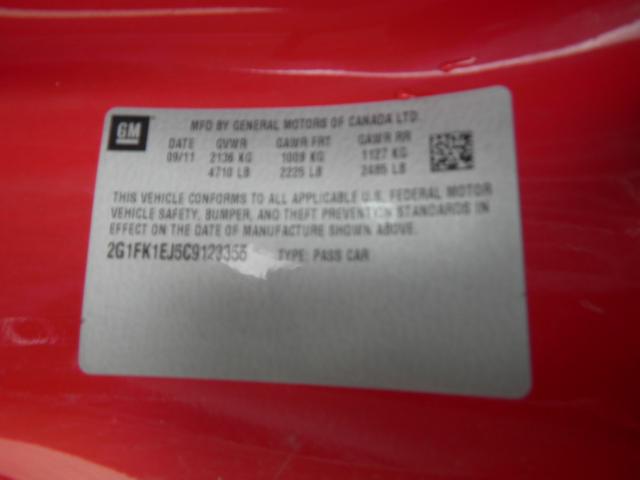 GM
MFD BY GENERAL MOTORS OF CANADA LTD.
DATE GVWR GAWR FRT GAWR RR
09/11 2136 KG 1009 KG 1127 KG
4710 LB 2225 LB 2485 LB
THIS VEHICLE CONFORMS TO ALL APPLICABLE U.S. FEDERAL MOTOR
VEHICLE SAFETY, BUMPER, AND THEFT PREVENTION STANDARDS IN
EFFECT ON THE DATE OF MANUFACTURE SHOWN ABOVE.
2G1FK1EJ5C9123355 TYPE: PASS CAR